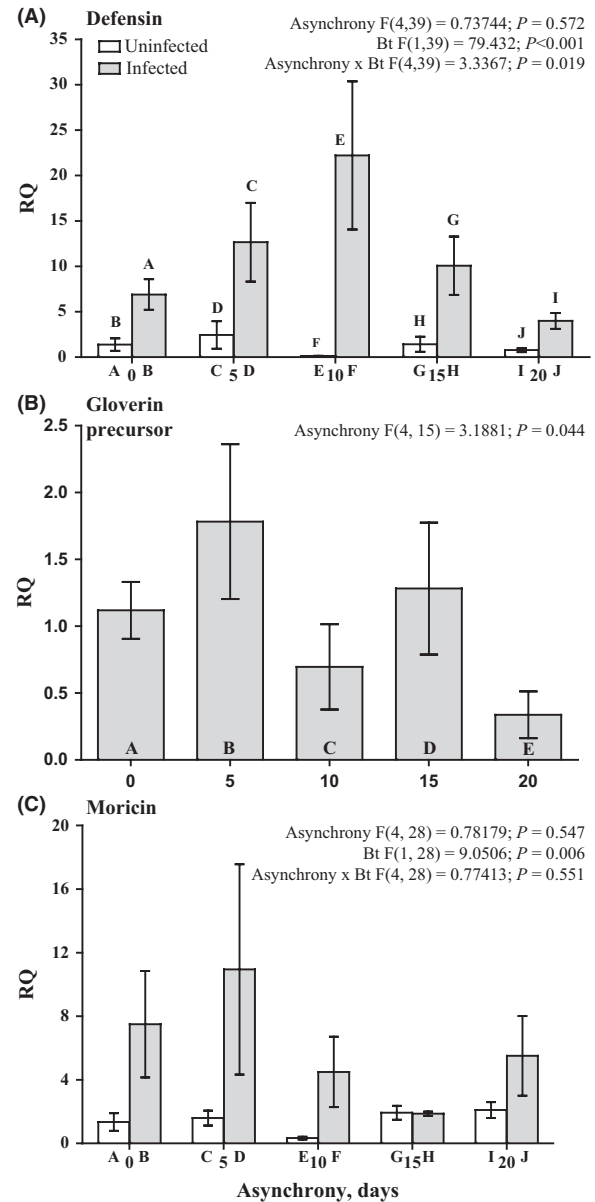 (A) Defensin
Asynchrony F(4,39) = 0.73744; P = 0.572
Bt F(1,39) = 79.432, P<0.001
Asynchrony x Bt F(4,39) = 3.3367; P = 0.019
Uninfected
Infected
35
30
25
20
15
10
5
0
RQ
B A D C F E H G J I
A 0 B C 5 D E 10 F G 15 H I 20 J
(B) Gloverin
precursor
Asynchrony F(4, 15) = 3.1881; P = 0.044
2.5
2.0
1.5
1.0
0.5
0.0
RQ
A B C D E
0 5 10 15 20
(C) Moricin
Asynchrony F(4, 28) = 0.78179; P = 0.547
Bt F(1, 28) = 9.0506; P = 0.006
Asynchrony x Bt F(4, 28) = 0.77413; P = 0.551
20
16
12
8
4
0
RQ
A 0 B C 5 D E 10 F G 15 H I 20 J
Asynchrony, days